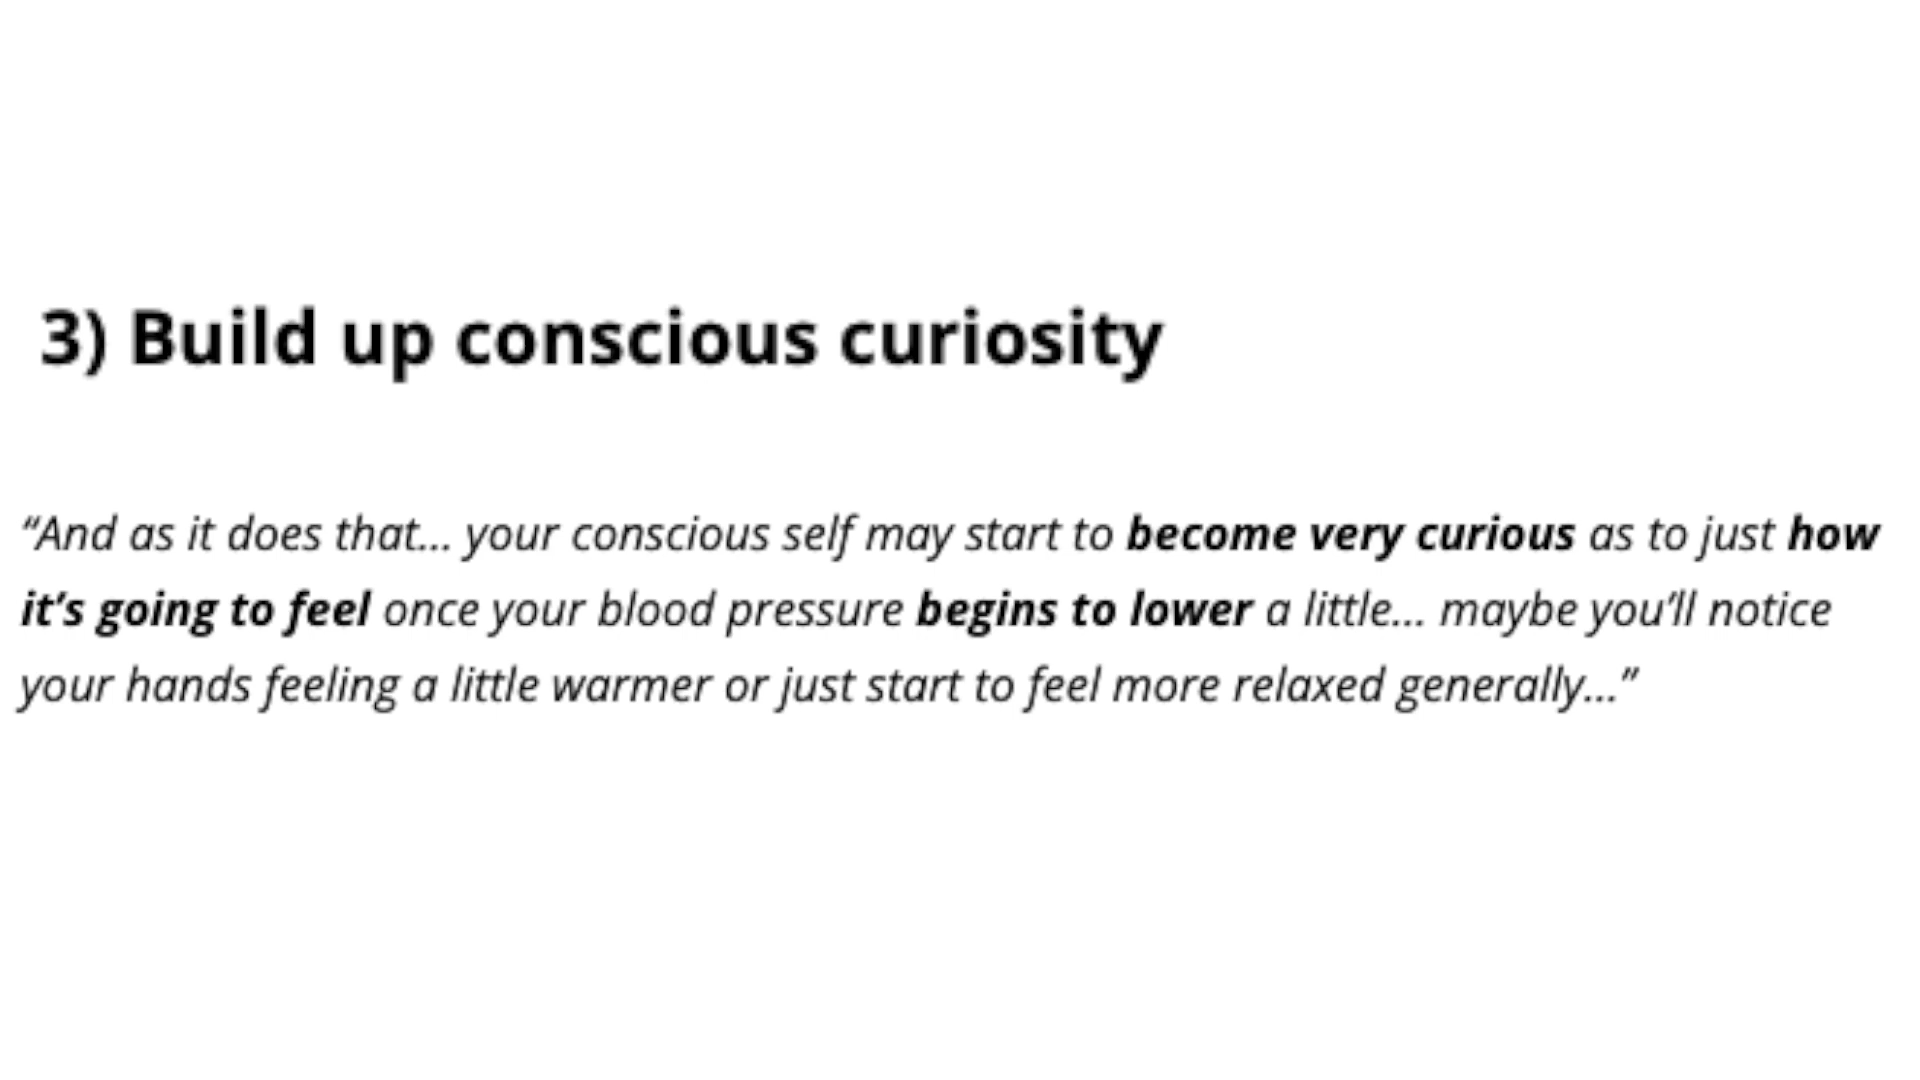 3) Build up conscious curiosity
“And as it does that... your conscious self may start to become very curious as to just how
it’s going to feel once your blood pressure begins to lower a little... maybe you’ll notice
your hands feeling a little warmer or just start to feel more relaxed generally...”